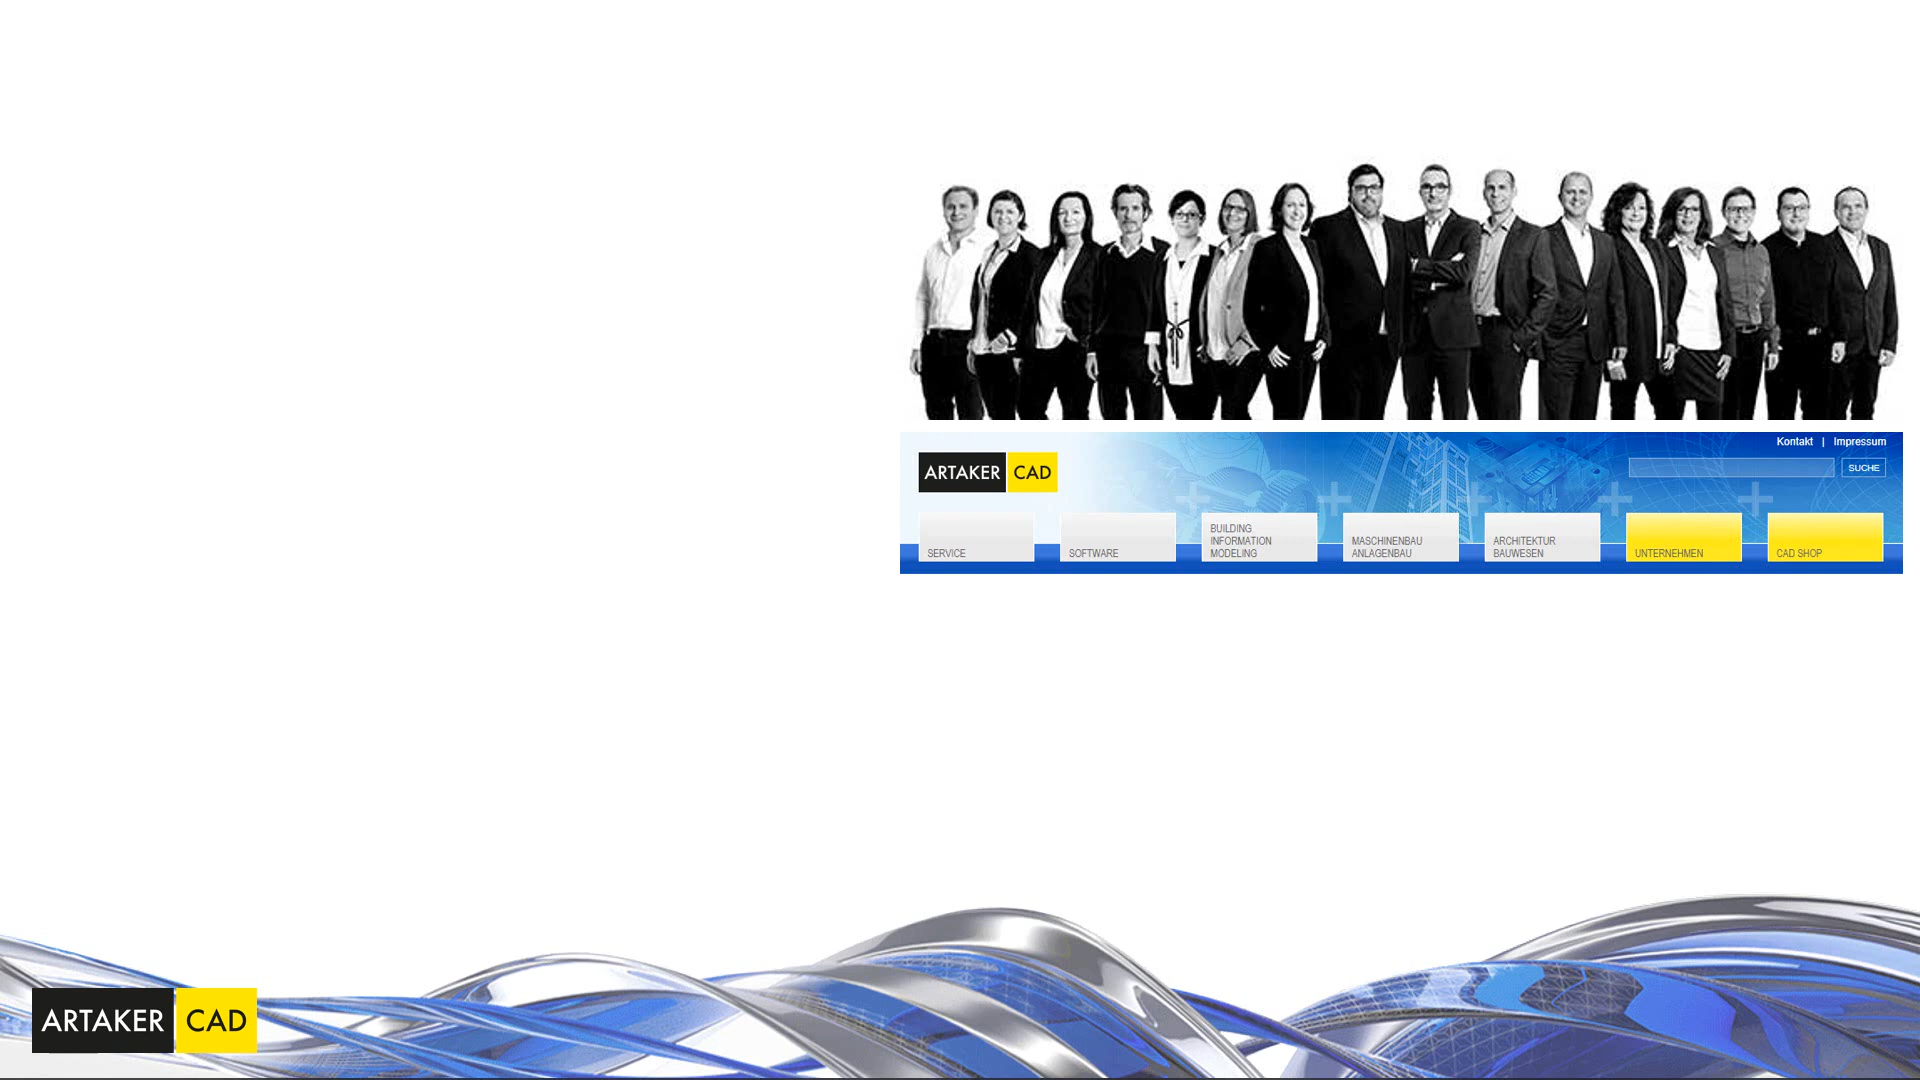 Kontakt | Impressum
ARTAKER CAD
SUCHE
SERVICE
SOFTWARE
BUILDING
INFORMATION
MODELING
MASCHINENBAU
ANLAGENBAU
ARCHITEKTUR
BAUWESEN
UNTERNEHMEN
CAD SHOP
ARTAKER CAD